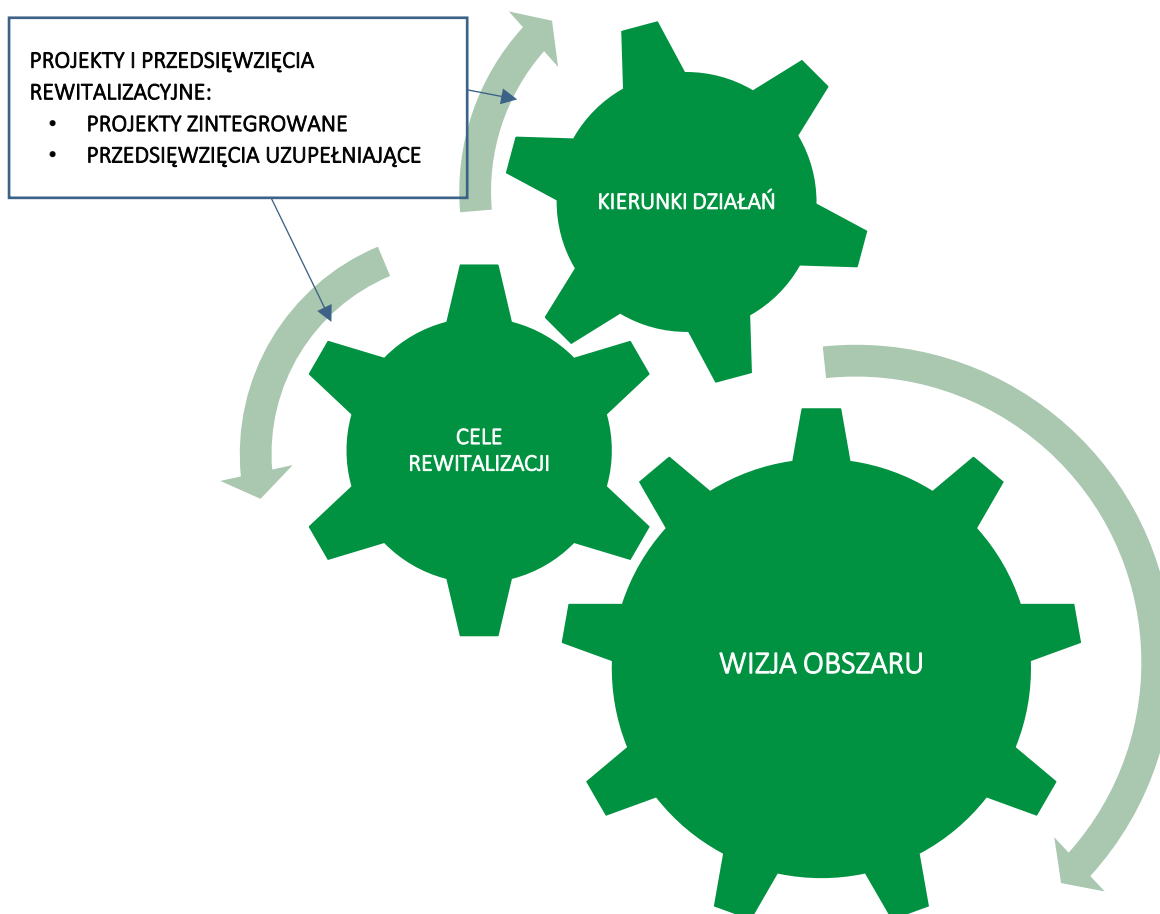 PROJEKTY I PRZEDSIĘWZIĘCIA
REWITALIZACYJNE:
• PROJEKTY ZINTEGROWANE
• PRZEDSIĘWZIĘCIA UZUPEŁNIAJĄCE
KIERUNKI DZIAŁAŃ
CELE
REWITALIZACJI
WIZJA OBSZARU